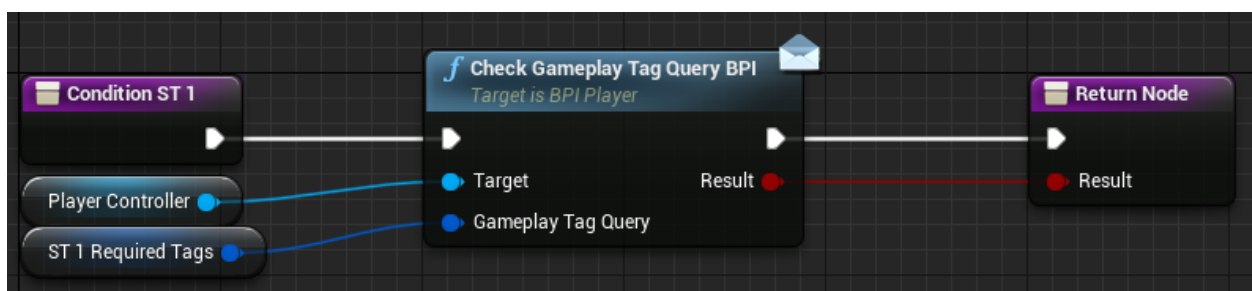 Condition ST 1
f Check Gameplay Tag Query BPI
Target is BPI Player
Return Node
Target
Result
Result
Player Controller
Gameplay Tag Query
ST 1 Required Tags